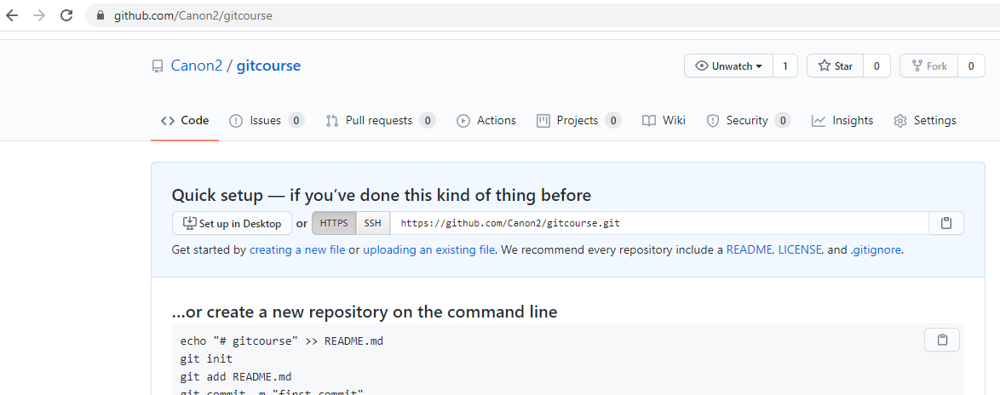 github.com/Canon2/gitcourse
Canon2 / gitcourse Unwatch 1 Star 0 Fork 0
Code Issues 0 Pull requests 0 Actions Projects 0 Wiki Security 0 Insights Settings
Quick setup — if you’ve done this kind of thing before
Set up in Desktop or HTTPS SSH https://github.com/Canon2/gitcourse.git
Get started by creating a new file or uploading an existing file. We recommend every repository include a README, LICENSE, and .gitignore.
...or create a new repository on the command line
echo "# gitcourse" >> README.md
git init
git add README.md
git commit -m "first commit"